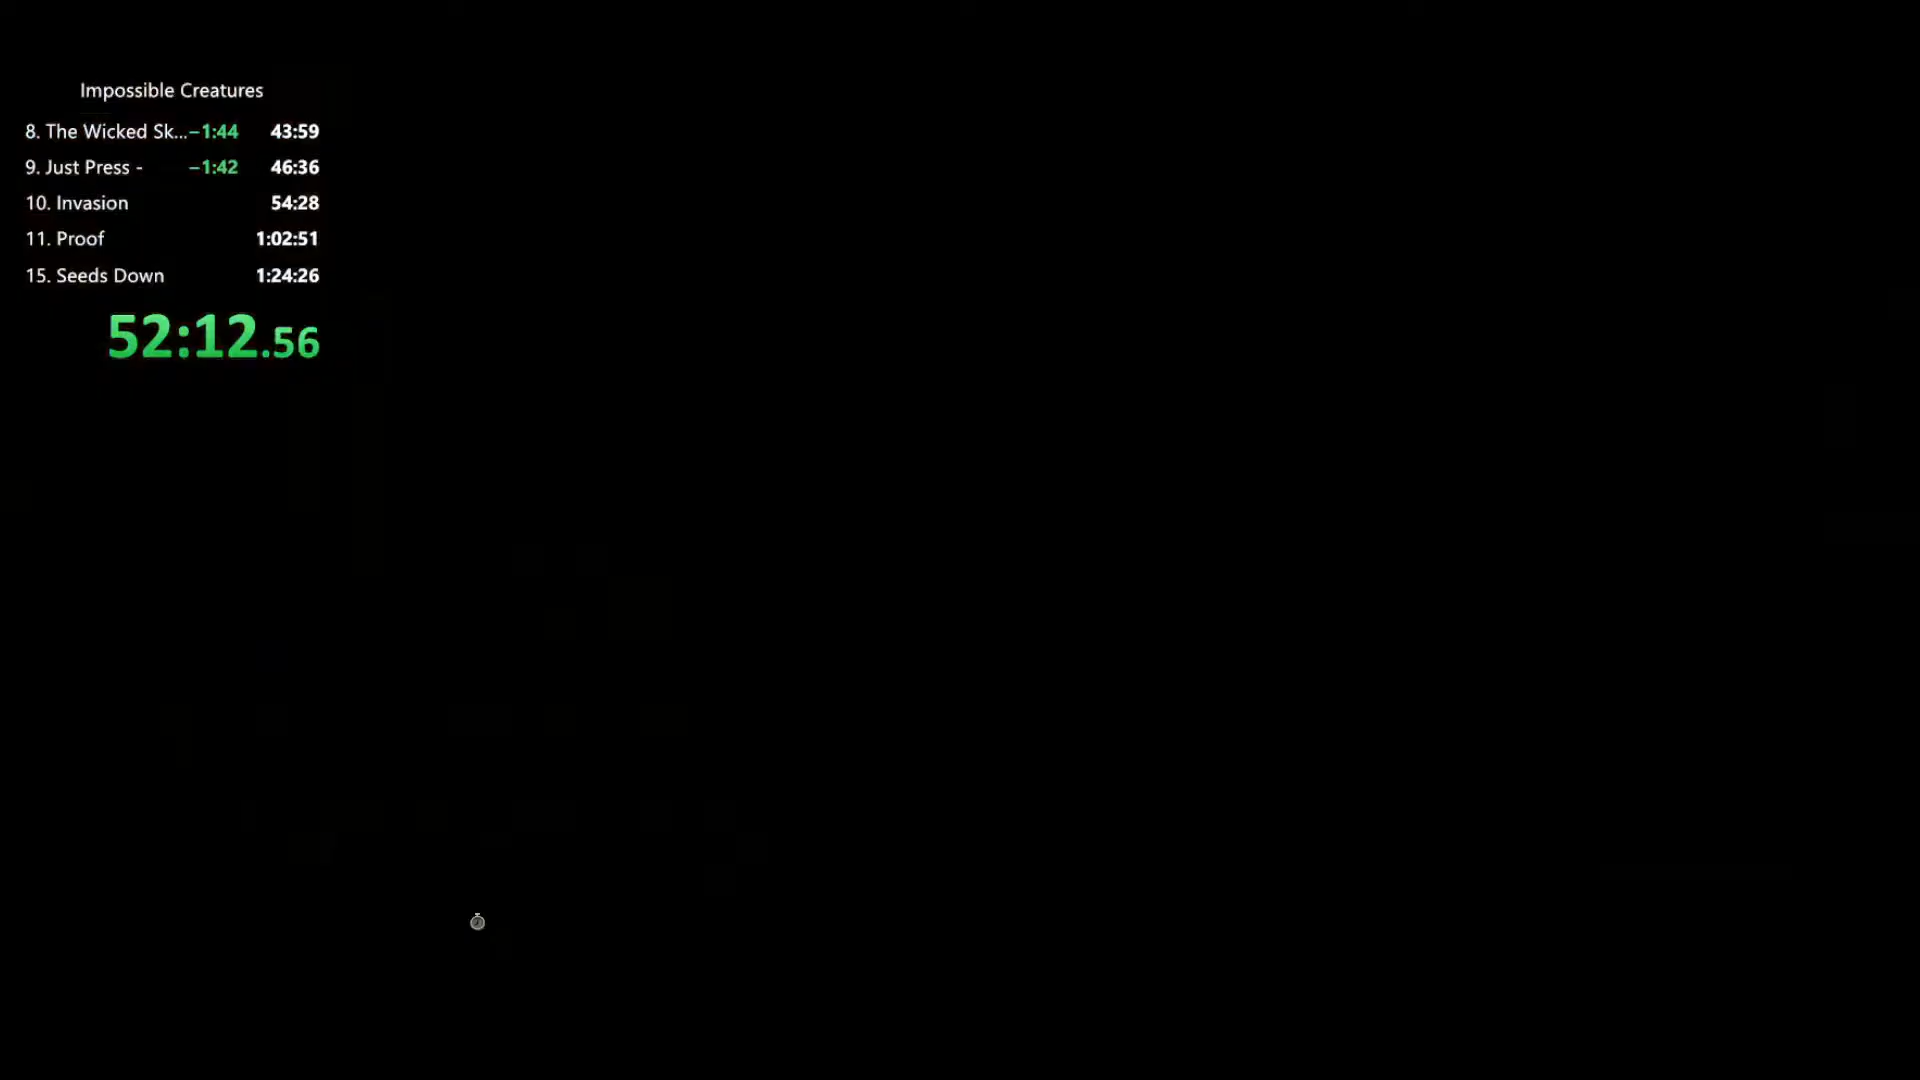 Impossible Creatures
8. The Wicked Sk... −1:44 43:59
9. Just Press - −1:42 46:36
10. Invasion 54:28
11. Proof 1:02:51
15. Seeds Down 1:24:26
52:12.56